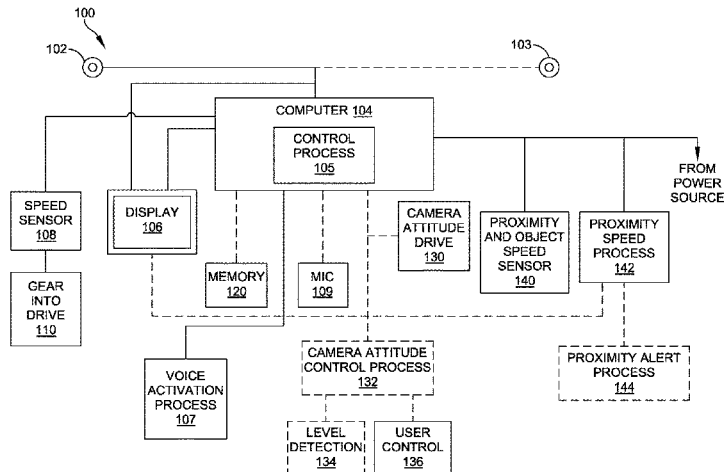 100
102
103
COMPUTER 104
CONTROL
PROCESS
105
FROM
POWER
SOURCE
SPEED
SENSOR
108
DISPLAY
106
GEAR
INTO
DRIVE
110
MEMORY
120
MIC
109
CAMERA
ATTITUDE
DRIVE
130
PROXIMITY
AND OBJECT
SPEED
SENSOR
140
PROXIMITY
SPEED
PROCESS
142
VOICE
ACTIVATION
PROCESS
107
CAMERA ATTITUDE
CONTROL PROCESS
132
PROXIMITY ALERT
PROCESS
144
LEVEL
DETECTION
134
USER
CONTROL
136